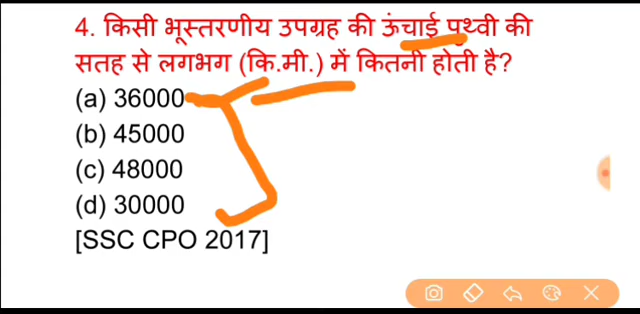 4. किसी भूस्तरणीय उपग्रह की ऊंचाई पृथ्वी की
सतह से लगभग (कि.मी.) में कितनी होती है?
(a) 36000
(b) 45000
(c) 48000
(d) 30000
[SSC CPO 2017]